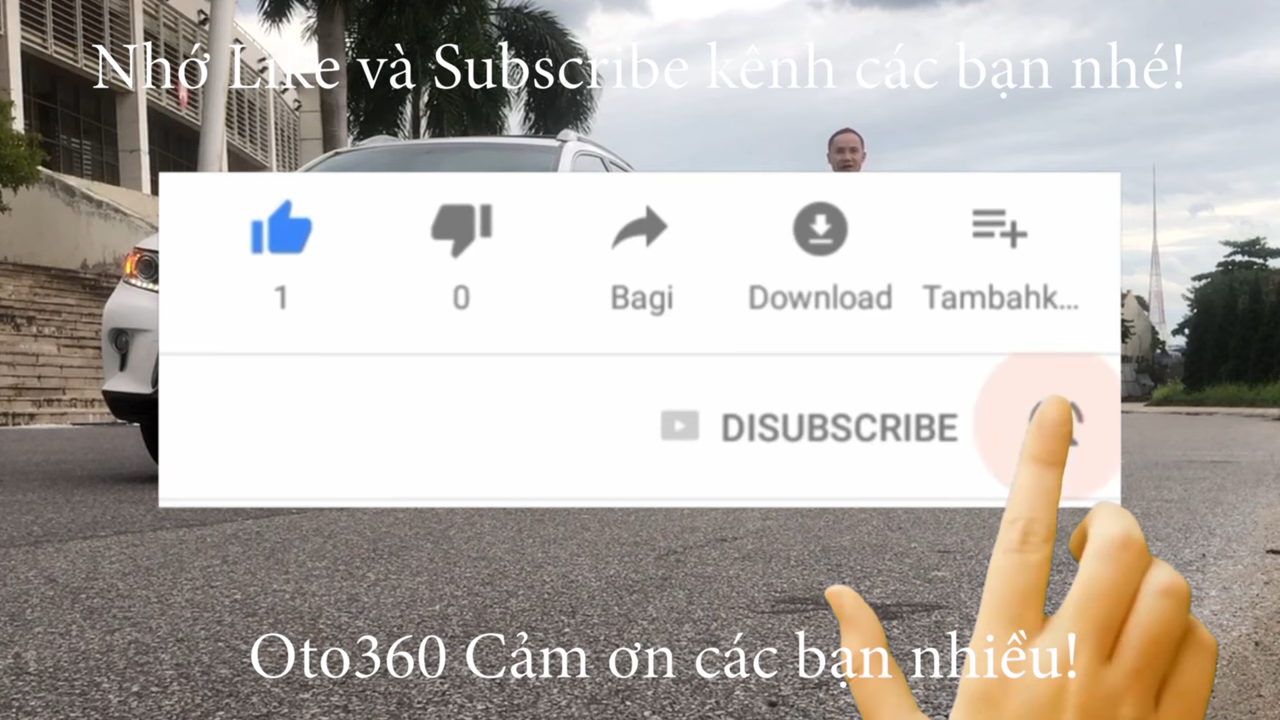 Nhớ Like và Subscribe kênh các bạn nhé!
1
0
Bagi
Download
Tambahk...
DISUBSCRIBE
Oto360 Cảm ơn các bạn nhiều!